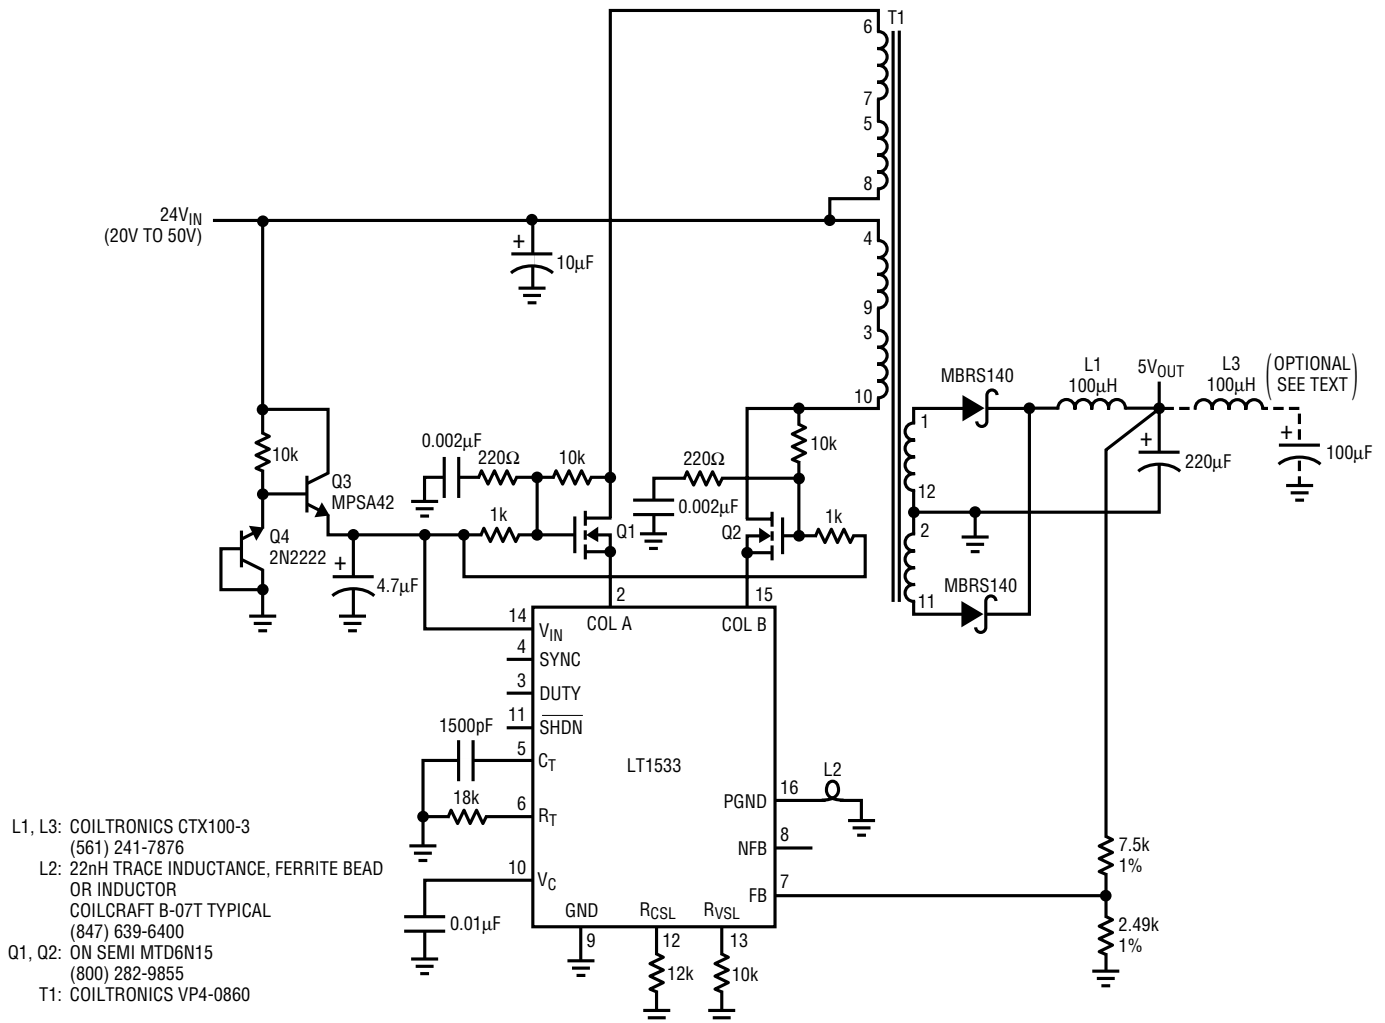 6
T1
7
5
8
24VIN
(20V TO 50V)
4
+
10µF
9
3
10
MBRS140
L1
100µH
5VOUT
L3
100µH
(OPTIONAL
SEE TEXT)
1
+
220µF
+
100µF
12
2
MBRS140
11
10k
Q3
MPSA42
Q4
2N2222
+
4.7µF
0.002µF
220Ω
10k
1k
Q1
220Ω
10k
0.002µF
Q2
1k
2
15
COL A
COL B
14
VIN
4
SYNC
3
DUTY
11
SHDN
1500pF
5
CT
LT1533
18k
6
RT
L2
16
PGND
8
NFB
7
FB
10
VC
0.01µF
GND
RCSL
RVSL
9
12
13
12k
10k
7.5k
1%
2.49k
1%
L1, L3: COILTRONICS CTX100-3
(561) 241-7876
L2: 22nH TRACE INDUCTANCE, FERRITE BEAD
OR INDUCTOR
COILCRAFT B-07T TYPICAL
(847) 639-6400
Q1, Q2: ON SEMI MTD6N15
(800) 282-9855
T1: COILTRONICS VP4-0860